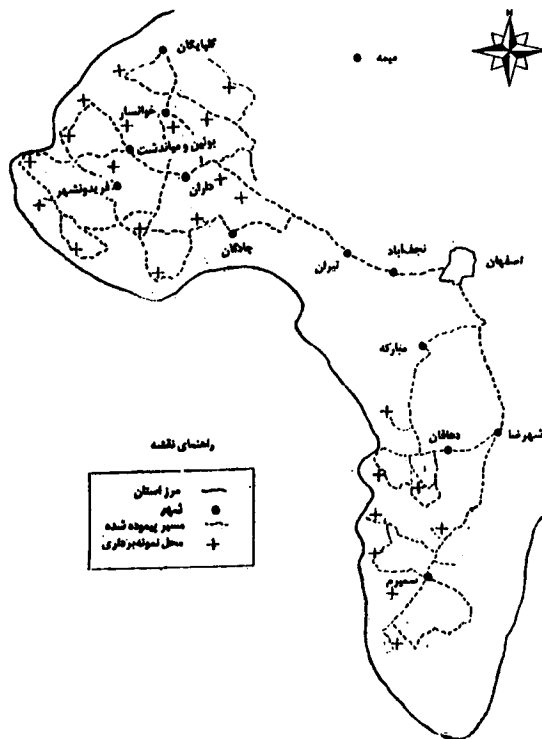 N
گلپایگان
میمه
خوانسار
بوئین و میاندشت
داران
فریدونشهر
چادگان
تیران
نجف‌آباد
اصفهان
مبارکه
شهرضا
دهاقان
سمیرم
راهنمای نقشه
مرز استان
شهر
مسیر پیموده شده
محل نمونه‌برداری